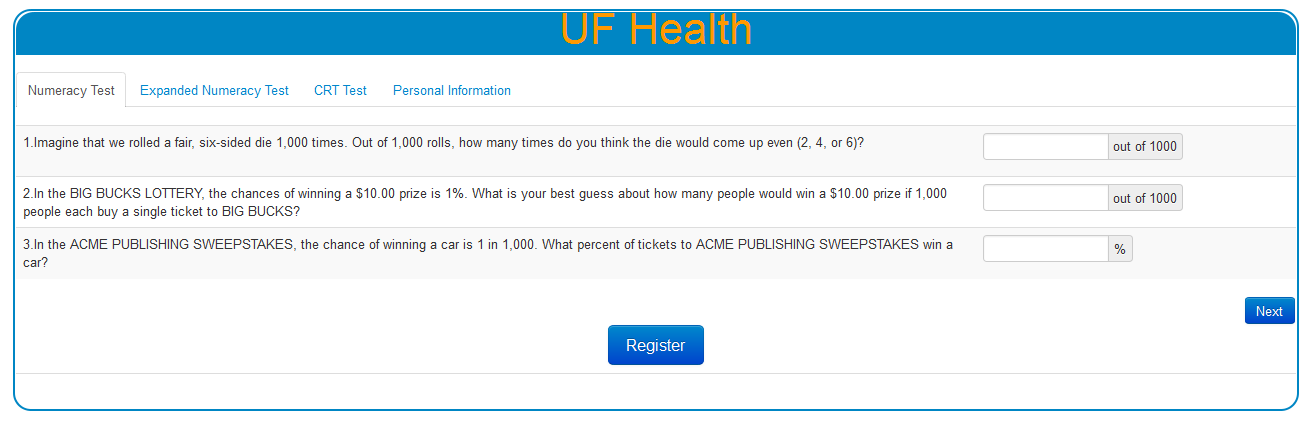 UF Health
Numeracy Test
Expanded Numeracy Test
CRT Test
Personal Information
1.Imagine that we rolled a fair, six-sided die 1,000 times. Out of 1,000 rolls, how many times do you think the die would come up even (2, 4, or 6)?
out of 1000
2.In the BIG BUCKS LOTTERY, the chances of winning a $10.00 prize is 1%. What is your best guess about how many people would win a $10.00 prize if 1,000
people each buy a single ticket to BIG BUCKS?
out of 1000
3.In the ACME PUBLISHING SWEEPSTAKES, the chance of winning a car is 1 in 1,000. What percent of tickets to ACME PUBLISHING SWEEPSTAKES win a
car?
%
Next
Register